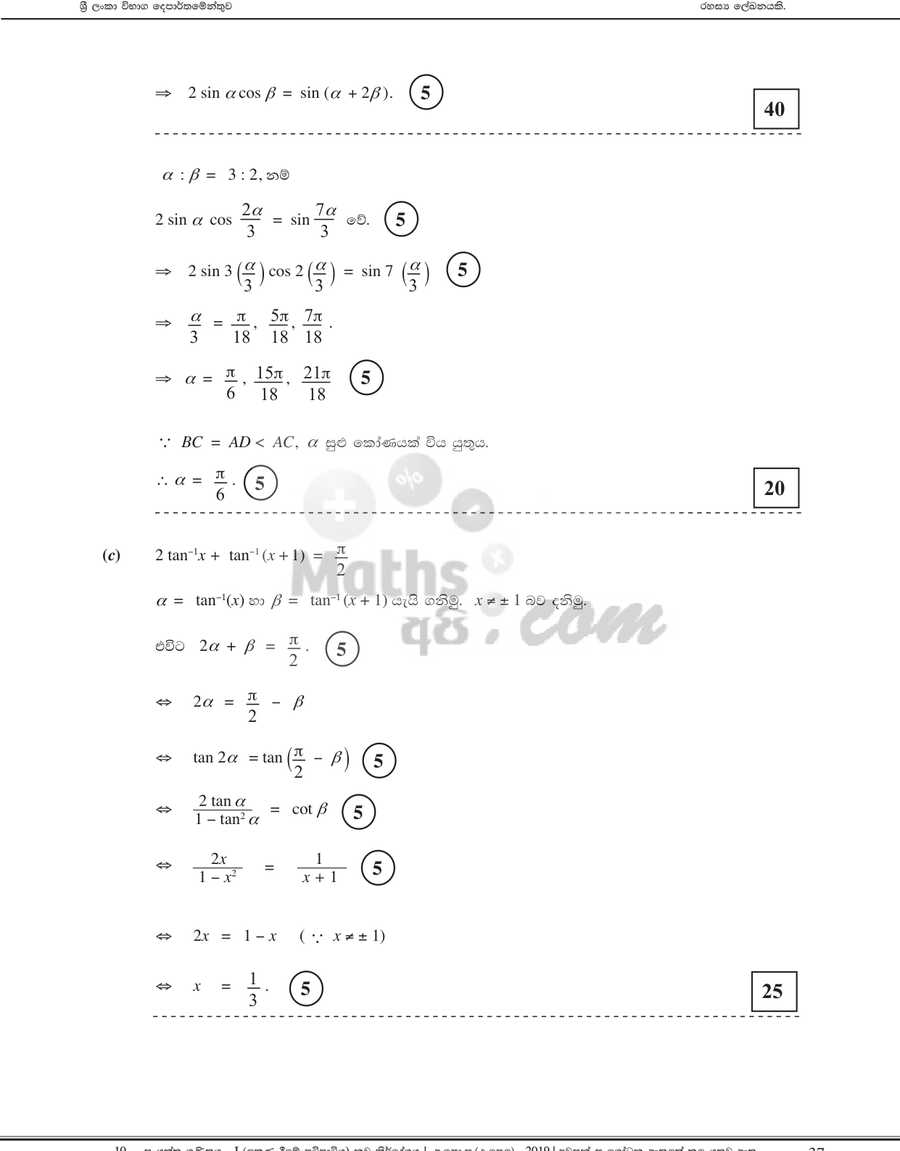 ශ්‍රී ලංකා විභාග දෙපාර්තමේන්තුව රහස්‍ය ලේඛනයකි.
⇒ 2 sin α cos β = sin (α + 2β). 5
40
α : β = 3 : 2, නම්
2 sin α cos 2α/3 = sin 7α/3 වේ. 5
⇒ 2 sin 3 (α/3) cos 2 (α/3) = sin 7 (α/3) 5
⇒ α/3 = π/18, 5π/18, 7π/18.
⇒ α = π/6, 15π/18, 21π/18 5
∵ BC = AD < AC, α සුළු කෝණයක් විය යුතුය.
∴ α = π/6. 5
20
(c) 2 tan⁻¹x + tan⁻¹ (x + 1) = π/2
α = tan⁻¹(x) හා β = tan⁻¹ (x + 1) යැයි ගනිමු. x ≠ ± 1 බව දනිමු.
Maths
අපි . com
එවිට 2α + β = π/2. 5
⇔ 2α = π/2 − β
⇔ tan 2α = tan (π/2 − β) 5
⇔ 2 tan α/1 – tan² α = cot β 5
⇔ 2x/1 – x² = 1/x + 1 5
⇔ 2x = 1 – x ( ∵ x ≠ ± 1)
⇔ x = 1/3. 5
25